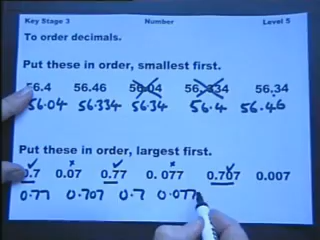 Key Stage 3 Number Level 5
To order decimals.
Put these in order, smallest first.
56.4 56.46 56.04 56.334 56.34
56.04 56.334 56.34 56.4 56.46
Put these in order, largest first.
0.7 0.07 0.77 0. 077 0.707 0.007
0.77 0.707 0.7 0.077